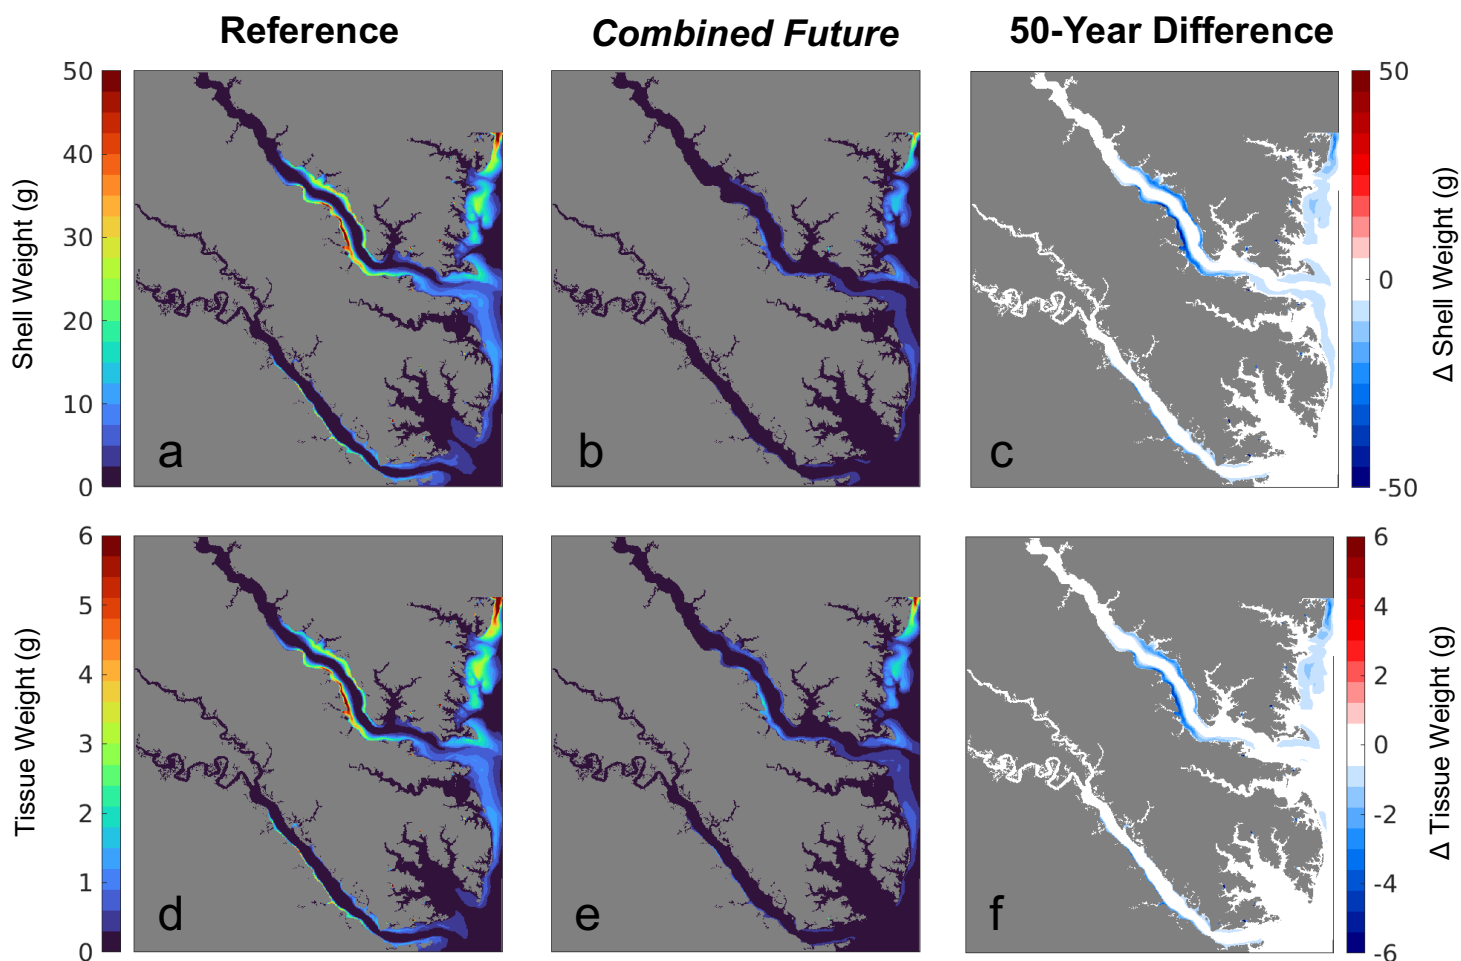 Reference
Combined Future
50-Year Difference
Shell Weight (g)
50
40
30
20
10
0
a
b
c
50
0
-50
Δ Shell Weight (g)
Tissue Weight (g)
6
5
4
3
2
1
0
d
e
f
6
4
2
0
-2
-4
-6
Δ Tissue Weight (g)